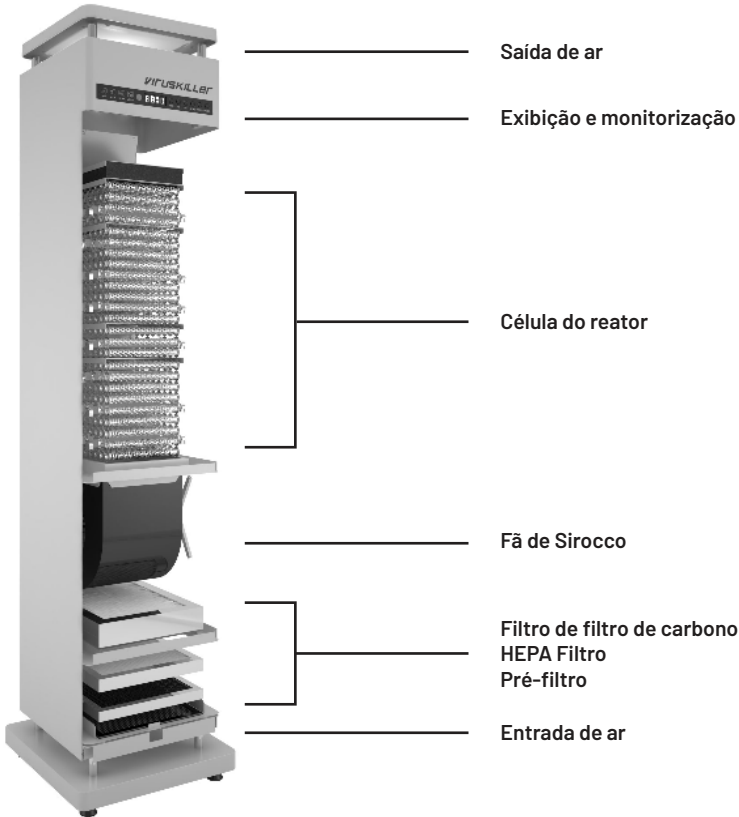 Saída de ar
VIRUSKILLER
Exibição e monitorização
Célula do reator
Fã de Sirocco
Filtro de filtro de carbono
HEPA Filtro
Pré-filtro
Entrada de ar